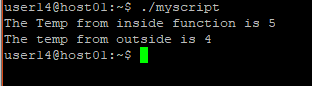 user14@host01:~$ ./myscript
The Temp from inside function is 5
The temp from outside is 4
user14@host01:~$